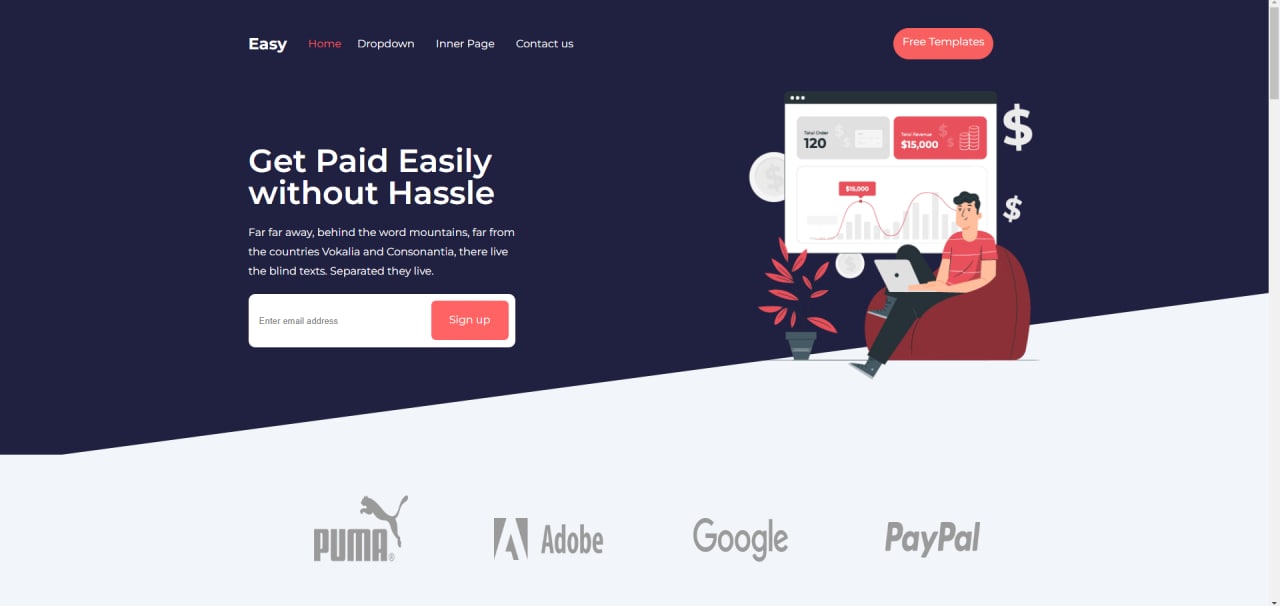 Easy
Home
Dropdown
Inner Page
Contact us
Free Templates
Total Order
120
Total Revenue
$15,000
$15,000
Get Paid Easily
without Hassle
Far far away, behind the word mountains, far from
the countries Vokalia and Consonantia, there live
the blind texts. Separated they live.
Enter email address
Sign up
PUMA®
Adobe
Google
PayPal